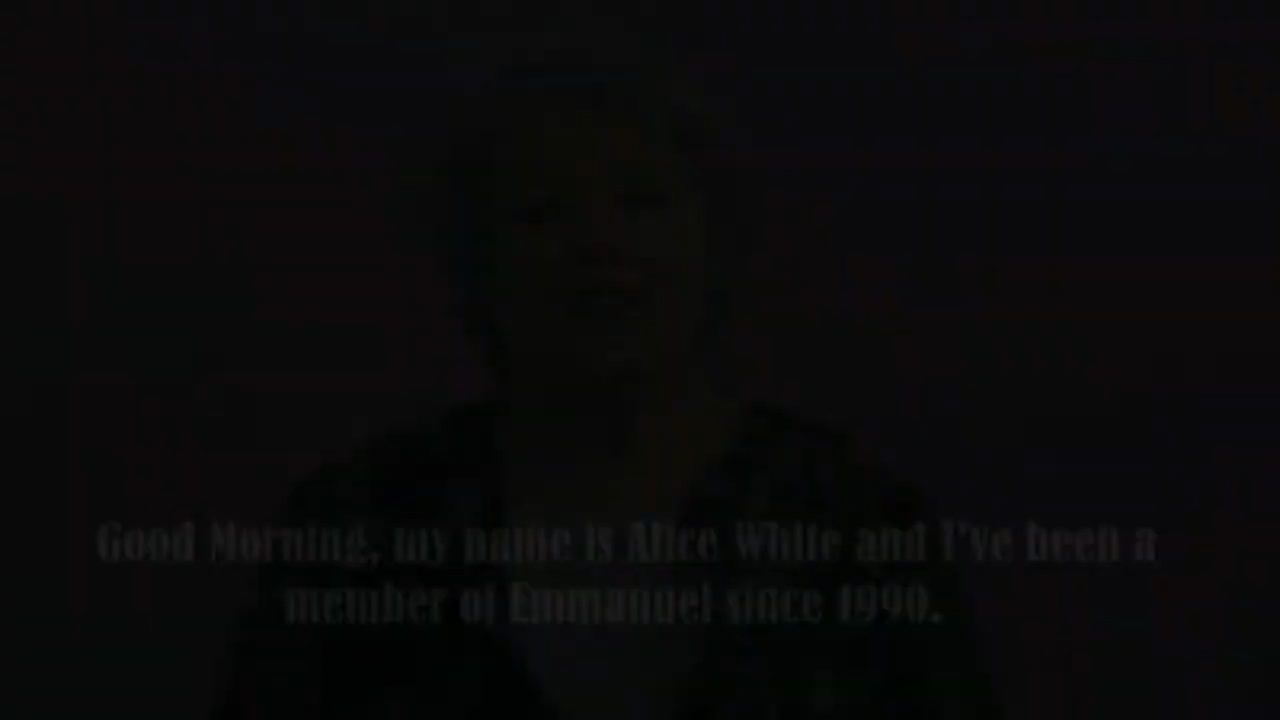 Good Morning, my name is Alice White and I've been a
member of Emmanuel since 1990.